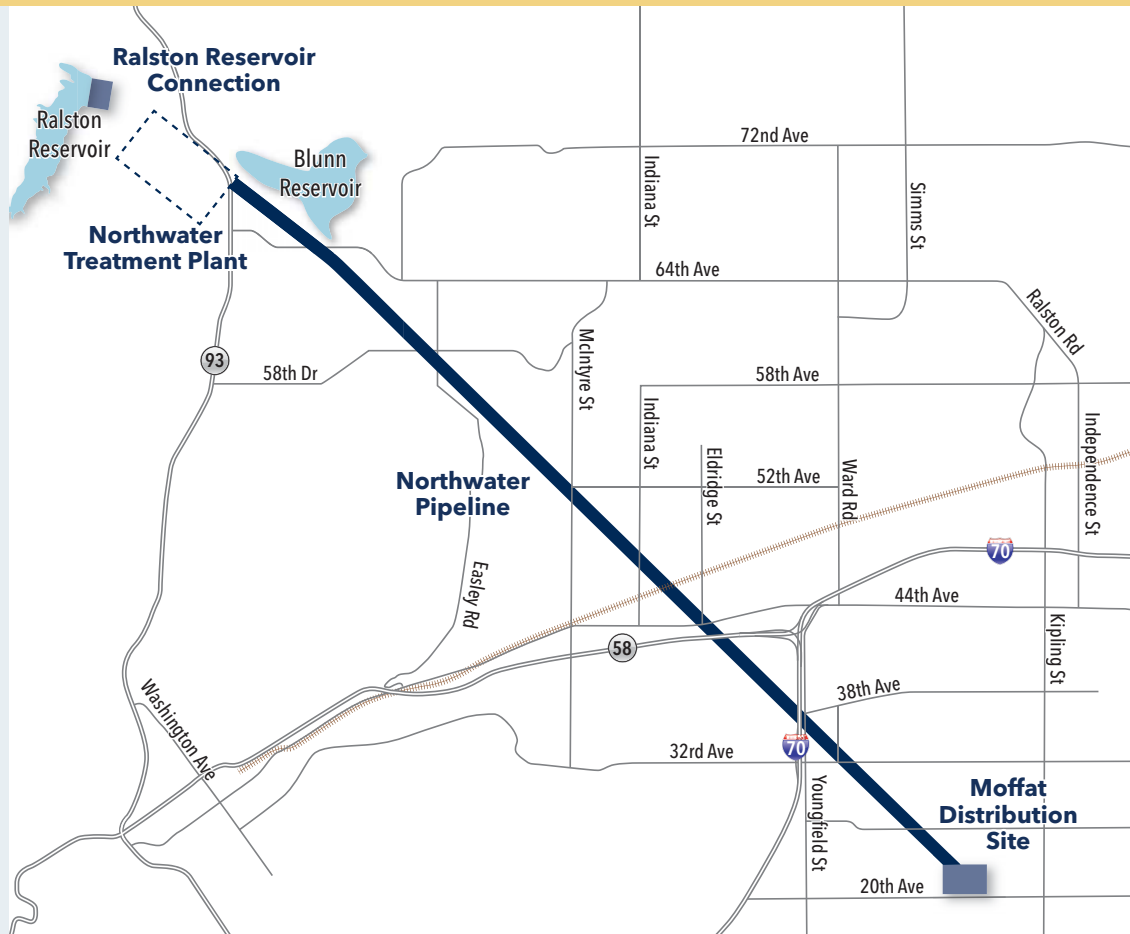 Ralston Reservoir
Connection
Ralston
Reservoir
Blunn
Reservoir
72nd Ave
Indiana St
Simms St
Northwater
Treatment Plant
64th Ave
Ralston Rd
93
58th Dr
McIntyre St
58th Ave
Indiana St
Eldridge St
Independence St
Northwater
Pipeline
52th Ave
Ward Rd
70
Easley Rd
44th Ave
58
Kipling St
Washington Ave
38th Ave
32rd Ave
70
Youngfield St
Moffat
Distribution
Site
20th Ave